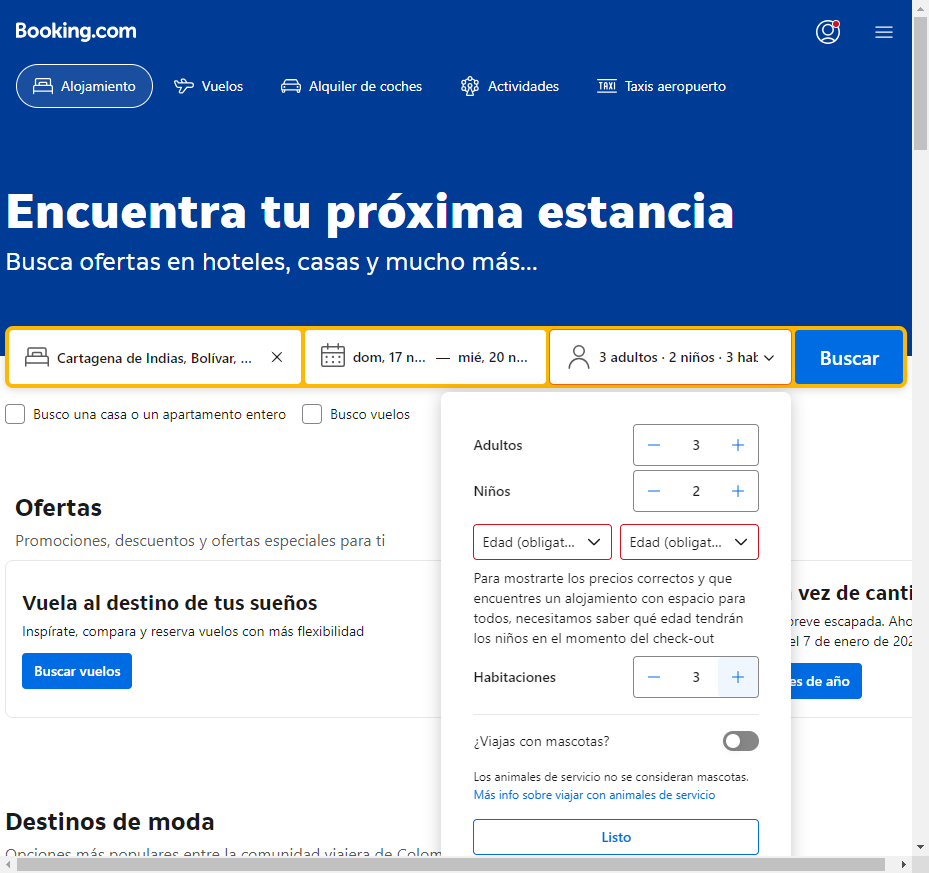 Booking.com
Alojamiento
Vuelos
Alquiler de coches
Actividades
TAXI Taxis aeropuerto
Encuentra tu próxima estancia
Busca ofertas en hoteles, casas y mucho más...
Cartagena de Indias, Bolívar, ...
dom, 17 n... — mié, 20 n...
3 adultos · 2 niños · 3 hab
Buscar
Busco una casa o un apartamento entero
Busco vuelos
Adultos
3
Niños
2
Edad (obligat...
Edad (obligat...
Para mostrarte los precios correctos y que
encuentres un alojamiento con espacio para
todos, necesitamos saber qué edad tendrán
los niños en el momento del check-out
Habitaciones
3
¿Viajas con mascotas?
Los animales de servicio no se consideran mascotas.
Más info sobre viajar con animales de servicio
Listo
Ofertas
Promociones, descuentos y ofertas especiales para ti
Vuela al destino de tus sueños
Inspírate, compara y reserva vuelos con más flexibilidad
Buscar vuelos
vez de canti
breve escapada. Aho
el 7 de enero de 202
es de año
Destinos de moda
Opciones más populares entre la comunidad viajera de Colom